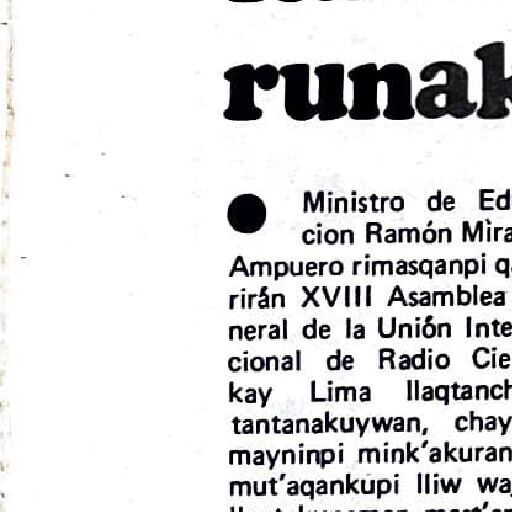 runak
● Ministro de Ed
cion Ramón Mira
Ampuero rimasqanpi q
rirán XVIII Asamblea
neral de la Unión Inte
cional de Radio Cie
kay Lima llaqtanch
tantanakuywan, chay
mayninpi mink'akuran
mut'aqankupi lliw wa